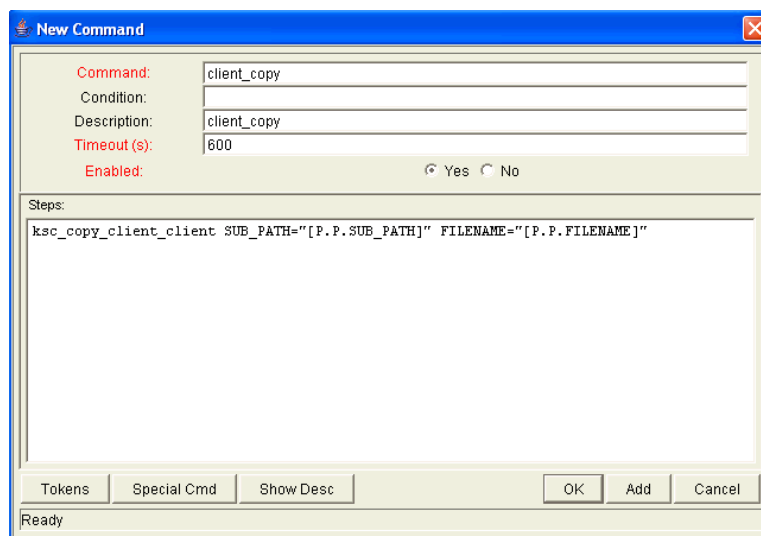 New Command
Command: client_copy
Condition:
Description: client_copy
Timeout (s): 600
Enabled: Yes No
Steps:
ksc_copy_client_client SUB_PATH="[P.P.SUB_PATH]" FILENAME="[P.P.FILENAME]"
Tokens Special Cmd Show Desc OK Add Cancel
Ready